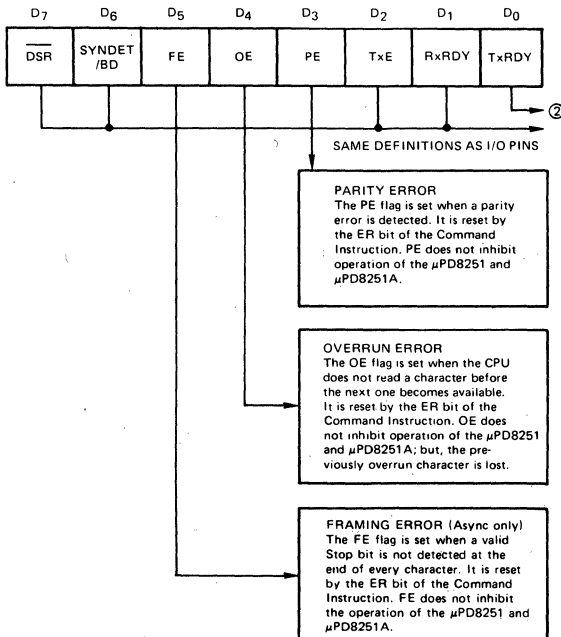 D7 D6 D5 D4 D3 D2 D1 D0
DSR SYNDET/BD FE OE PE TxE RxRDY TxRDY
②
SAME DEFINITIONS AS I/O PINS
PARITY ERROR
The PE flag is set when a parity
error is detected. It is reset by
the ER bit of the Command
Instruction. PE does not inhibit
operation of the μPD8251 and
μPD8251A.
OVERRUN ERROR
The OE flag is set when the CPU
does not read a character before
the next one becomes available.
It is reset by the ER bit of the
Command Instruction. OE does
not inhibit operation of the μPD8251
and μPD8251A; but, the pre-
viously overrun character is lost.
FRAMING ERROR (Async only)
The FE flag is set when a valid
Stop bit is not detected at the
end of every character. It is reset
by the ER bit of the Command
Instruction. FE does not inhibit
the operation of the μPD8251 and
μPD8251A.